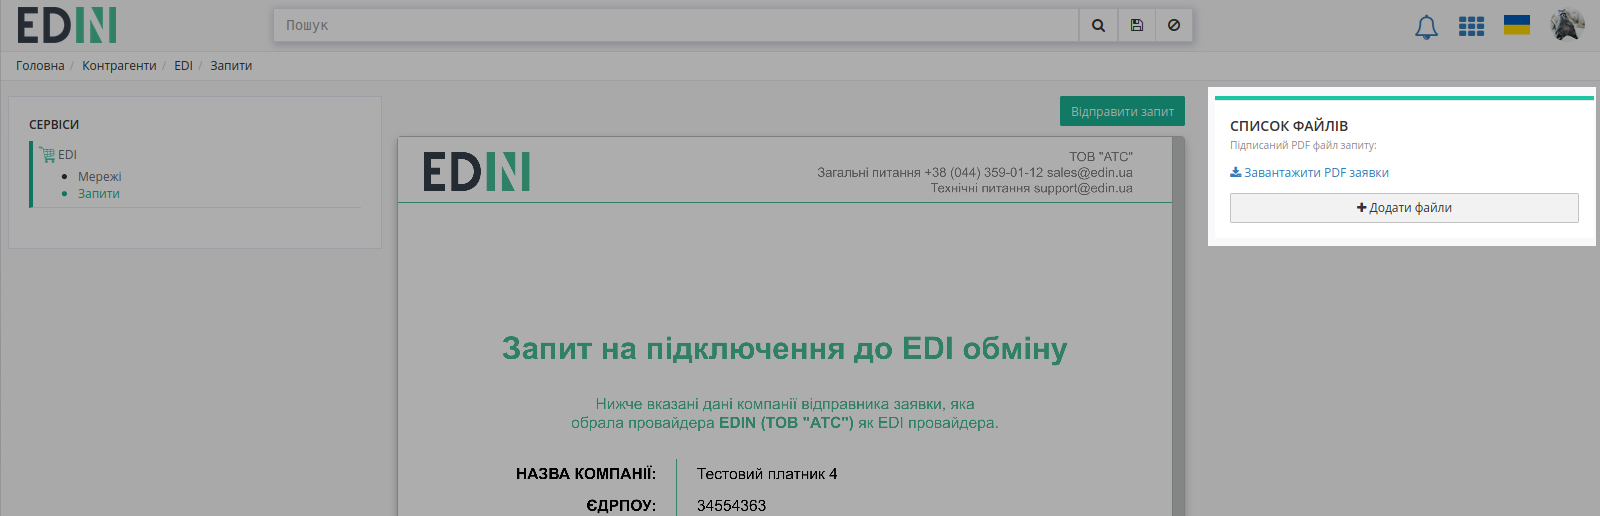 EDIN
Пошук
Головна / Контрагенти / EDI / Запити
СЕРВІСИ
EDI
Мережі
Запити
Відправити запит
EDIN
ТОВ "АТС"
Загальні питання +38 (044) 359-01-12 sales@edin.ua
Технічні питання support@edin.ua
Запит на підключення до EDI обміну
Нижче вказані дані компанії відправника заявки, яка
обрала провайдера EDIN (ТОВ "АТС") як EDI провайдера.
НАЗВА КОМПАНІЇ: Тестовий платник 4
ЄДРПОУ: 34554363
СПИСОК ФАЙЛІВ
Підписаний PDF файл запиту:
Завантажити PDF заявки
Додати файли